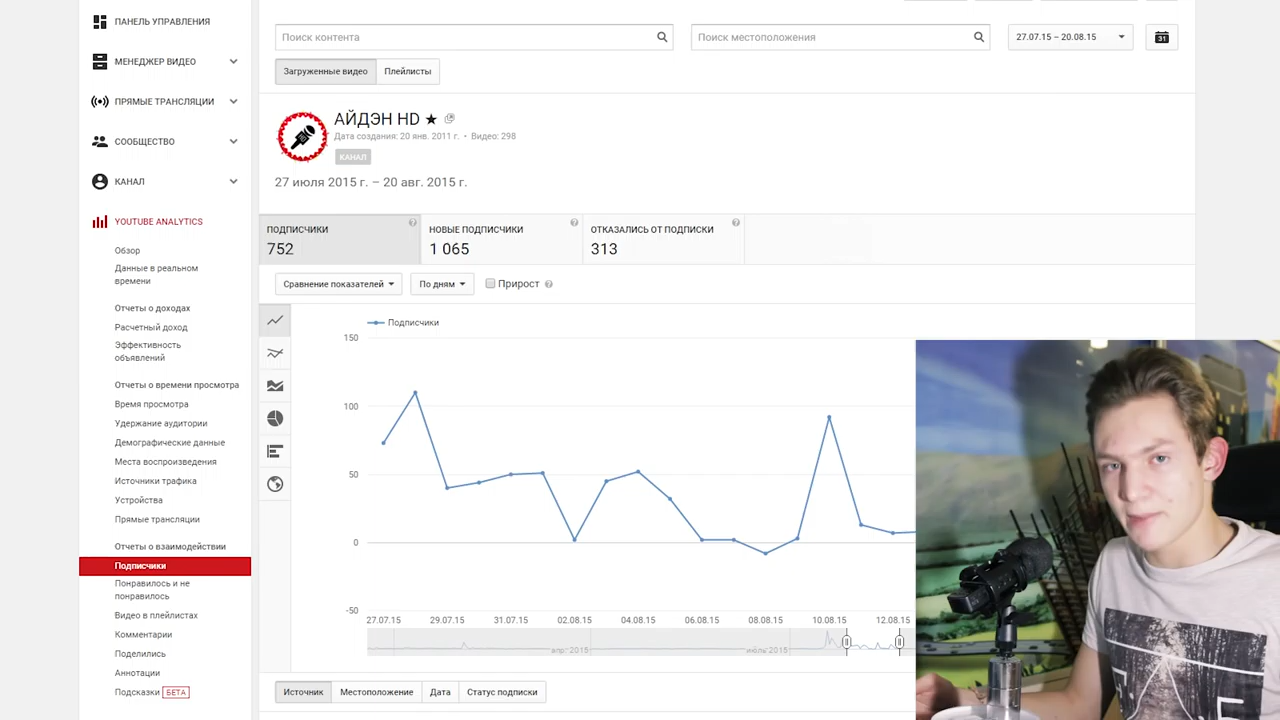 ПАНЕЛЬ УПРАВЛЕНИЯ
МЕНЕДЖЕР ВИДЕО
ПРЯМЫЕ ТРАНСЛЯЦИИ
СООБЩЕСТВО
КАНАЛ
YOUTUBE ANALYTICS
Обзор
Данные в реальном
времени
Отчеты о доходах
Расчетный доход
Эффективность
объявлений
Отчеты о времени просмотра
Время просмотра
Удержание аудитории
Демографические данные
Места воспроизведения
Источники трафика
Устройства
Прямые трансляции
Отчеты о взаимодействии
Подписчики
Понравилось и не
понравилось
Видео в плейлистах
Комментарии
Поделились
Аннотации
Подсказки БЕТА
Поиск контента
Поиск местоположения
27.07.15 – 20.08.15
31
Загруженные видео Плейлисты
АЙДЭН HD ★
Дата создания: 20 янв. 2011 г. • Видео: 298
КАНАЛ
27 июля 2015 г. – 20 авг. 2015 г.
ПОДПИСЧИКИ ?
752
НОВЫЕ ПОДПИСЧИКИ ?
1 065
ОТКАЗАЛИСЬ ОТ ПОДПИСКИ ?
313
Сравнение показателей По дням Прирост ?
Подписчики
150
100
50
0
-50
27.07.15 29.07.15 31.07.15 02.08.15 04.08.15 06.08.15 08.08.15 10.08.15 12.08.15
апр. 2015 июль 2015
Источник Местоположение Дата Статус подписки